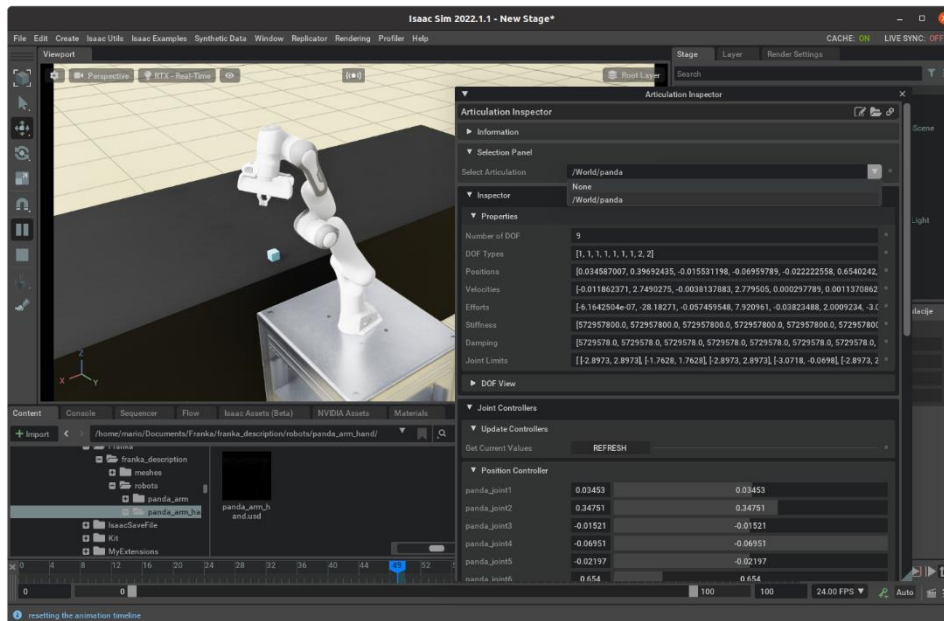 Isaac Sim 2022.1.1 - New Stage*
File Edit Create Isaac Utils Isaac Examples Synthetic Data Window Replicator Rendering Profiler Help CACHE: ON LIVE SYNC: OFF
Viewport
Stage Layer Render Settings
Perspective RTX - Real-Time Root Layer
Search
Articulation Inspector
Articulation Inspector
Information
Scene
Selection Panel
Select Articulation /World/panda
None
/World/panda
Inspector
Light
Properties
Number of DOF 9
DOF Types [1, 1, 1, 1, 1, 1, 1, 2, 2]
Positions [0.034587007, 0.39692435, -0.015531198, -0.06959789, -0.022222558, 0.6540242,
Velocities [-0.011862371, 2.7490275, -0.0038137883, 2.779505, 0.000297789, 0.0011370862
Efforts [-6.1642504e-07, -28.18271, -0.057459548, 7.920961, -0.03823488, 2.0009234, -3.0
Stiffness [572957800.0, 572957800.0, 572957800.0, 572957800.0, 572957800.0, 572957800
Damping [5729578.0, 5729578.0, 5729578.0, 5729578.0, 5729578.0, 5729578.0,
Joint Limits [[-2.8973, 2.8973], [-1.7628, 1.7628], [-2.8973, 2.8973], [-3.0718, -0.0698], [-2.8973, 2
DOF View
Z
X Y
Joint Controllers
Update Controllers
Get Current Values REFRESH
Position Controller
panda_joint1 0.03453 0.03453
panda_joint2 0.34751 0.34751
panda_joint3 -0.01521 -0.01521
panda_joint4 -0.06951 -0.06951
panda_joint5 -0.02197 -0.02197
panda_joint6 0.654 0.654
Content Console Sequencer Flow Isaac Assets (Beta) NVIDIA Assets Materials
+ Import /home/mario/Documents/Franka/franka_description/robots/panda_arm_hand/
Franka
franka_description
meshes
robots
panda_arm
panda_arm_ha
IsaacSaveFile
Kit
MyExtensions
panda_arm_h
and.usd
0 4 8 12 16 20 24 28 32 36 40 44 49 52
0 0 100 100 24.00 FPS Auto
resetting the animation timeline